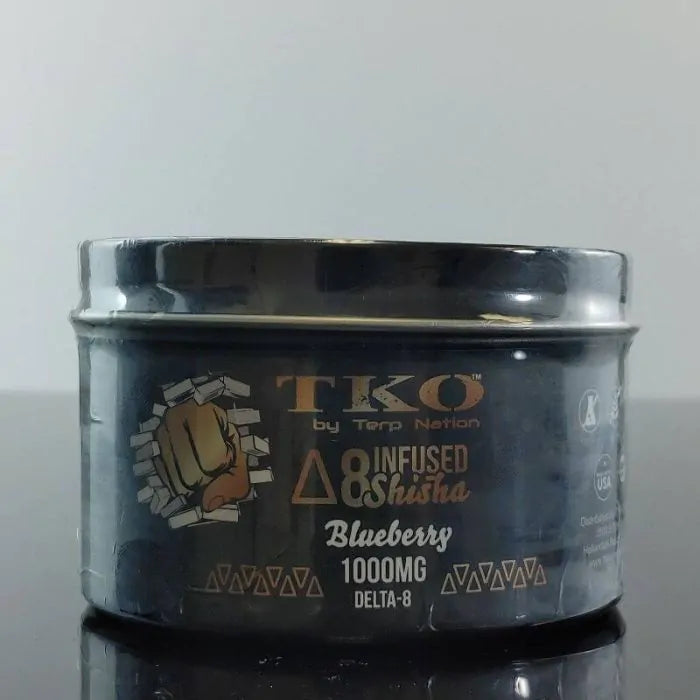 TKO™
by Terp Nation
Δ8 INFUSED
Shisha
Blueberry
1000MG
DELTA-8
USA